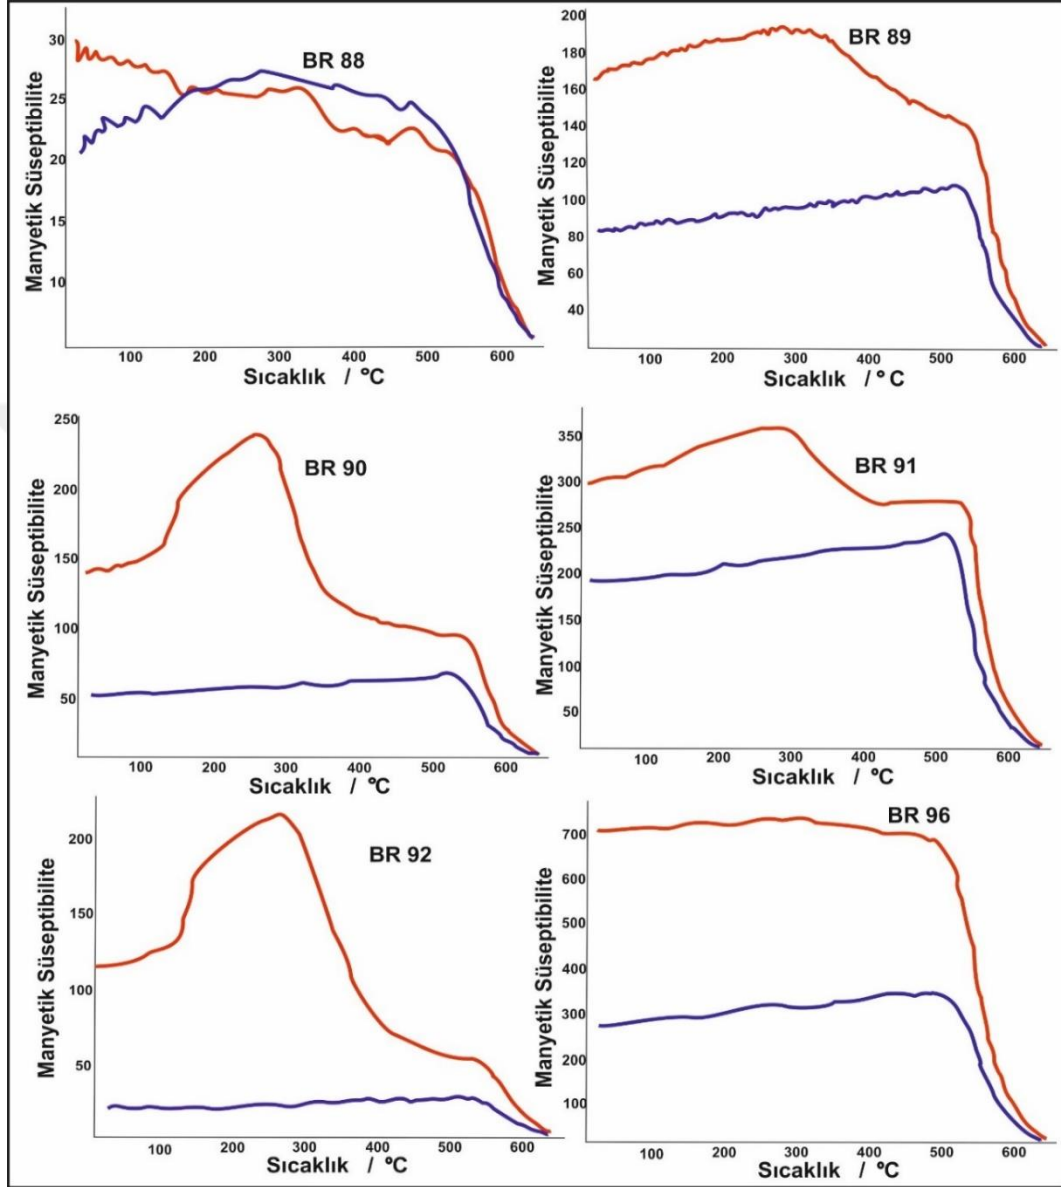 BR 88
Manyetik Süseptibilite
30
25
20
15
10
100 200 300 400 500 600
Sıcaklık / °C
BR 89
Manyetik Süseptibilite
200
180
160
140
120
100
80
60
40
100 200 300 400 500 600
Sıcaklık / °C
BR 90
Manyetik Süseptibilite
250
200
150
100
50
100 200 300 400 500 600
Sıcaklık / °C
BR 91
Manyetik Süseptibilite
350
300
250
200
150
100
50
100 200 300 400 500 600
Sıcaklık / °C
BR 92
Manyetik Süseptibilite
200
150
100
50
100 200 300 400 500 600
Sıcaklık / °C
BR 96
Manyetik Süseptibilite
700
600
500
400
300
200
100
100 200 300 400 500 600
Sıcaklık / °C